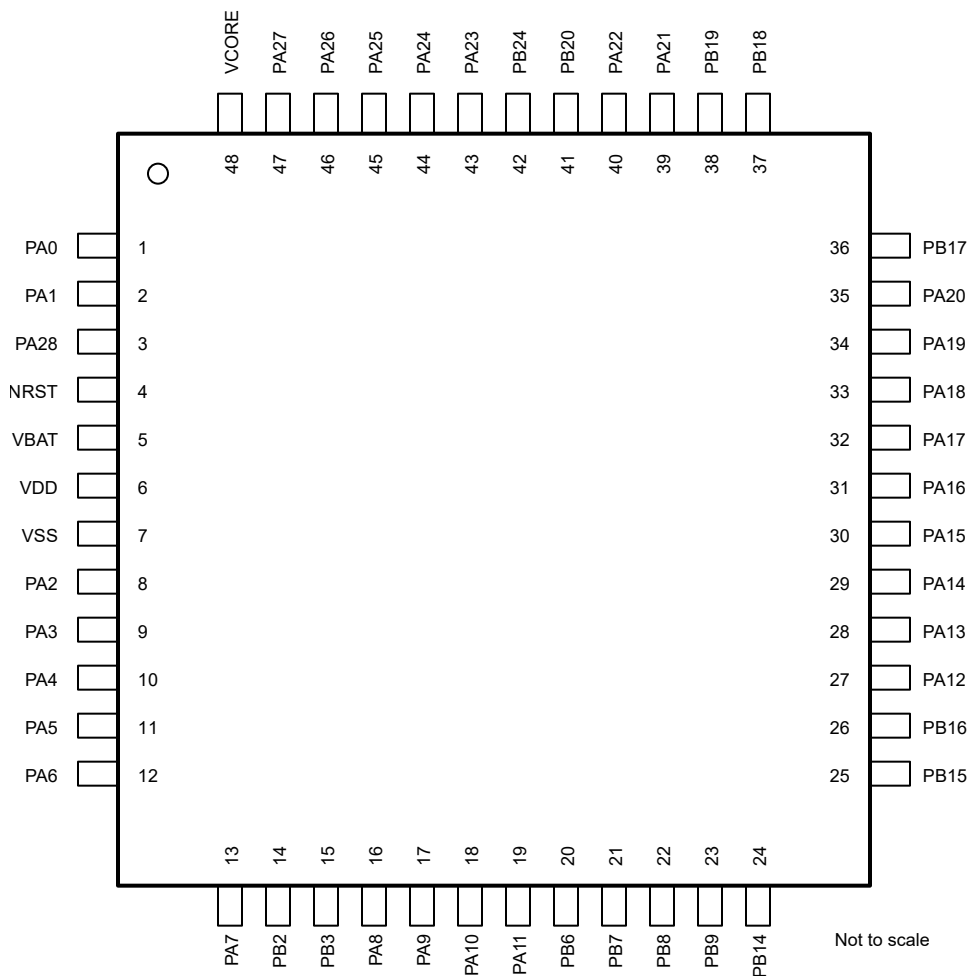 VCORE PA27 PA26 PA25 PA24 PA23 PB24 PB20 PA22 PA21 PB19 PB18
48 47 46 45 44 43 42 41 40 39 38 37
PA0 1 36 PB17
PA1 2 35 PA20
PA28 3 34 PA19
NRST 4 33 PA18
VBAT 5 32 PA17
VDD 6 31 PA16
VSS 7 30 PA15
PA2 8 29 PA14
PA3 9 28 PA13
PA4 10 27 PA12
PA5 11 26 PB16
PA6 12 25 PB15
13 14 15 16 17 18 19 20 21 22 23 24
PA7 PB2 PB3 PA8 PA9 PA10 PA11 PB6 PB7 PB8 PB9 PB14
Not to scale